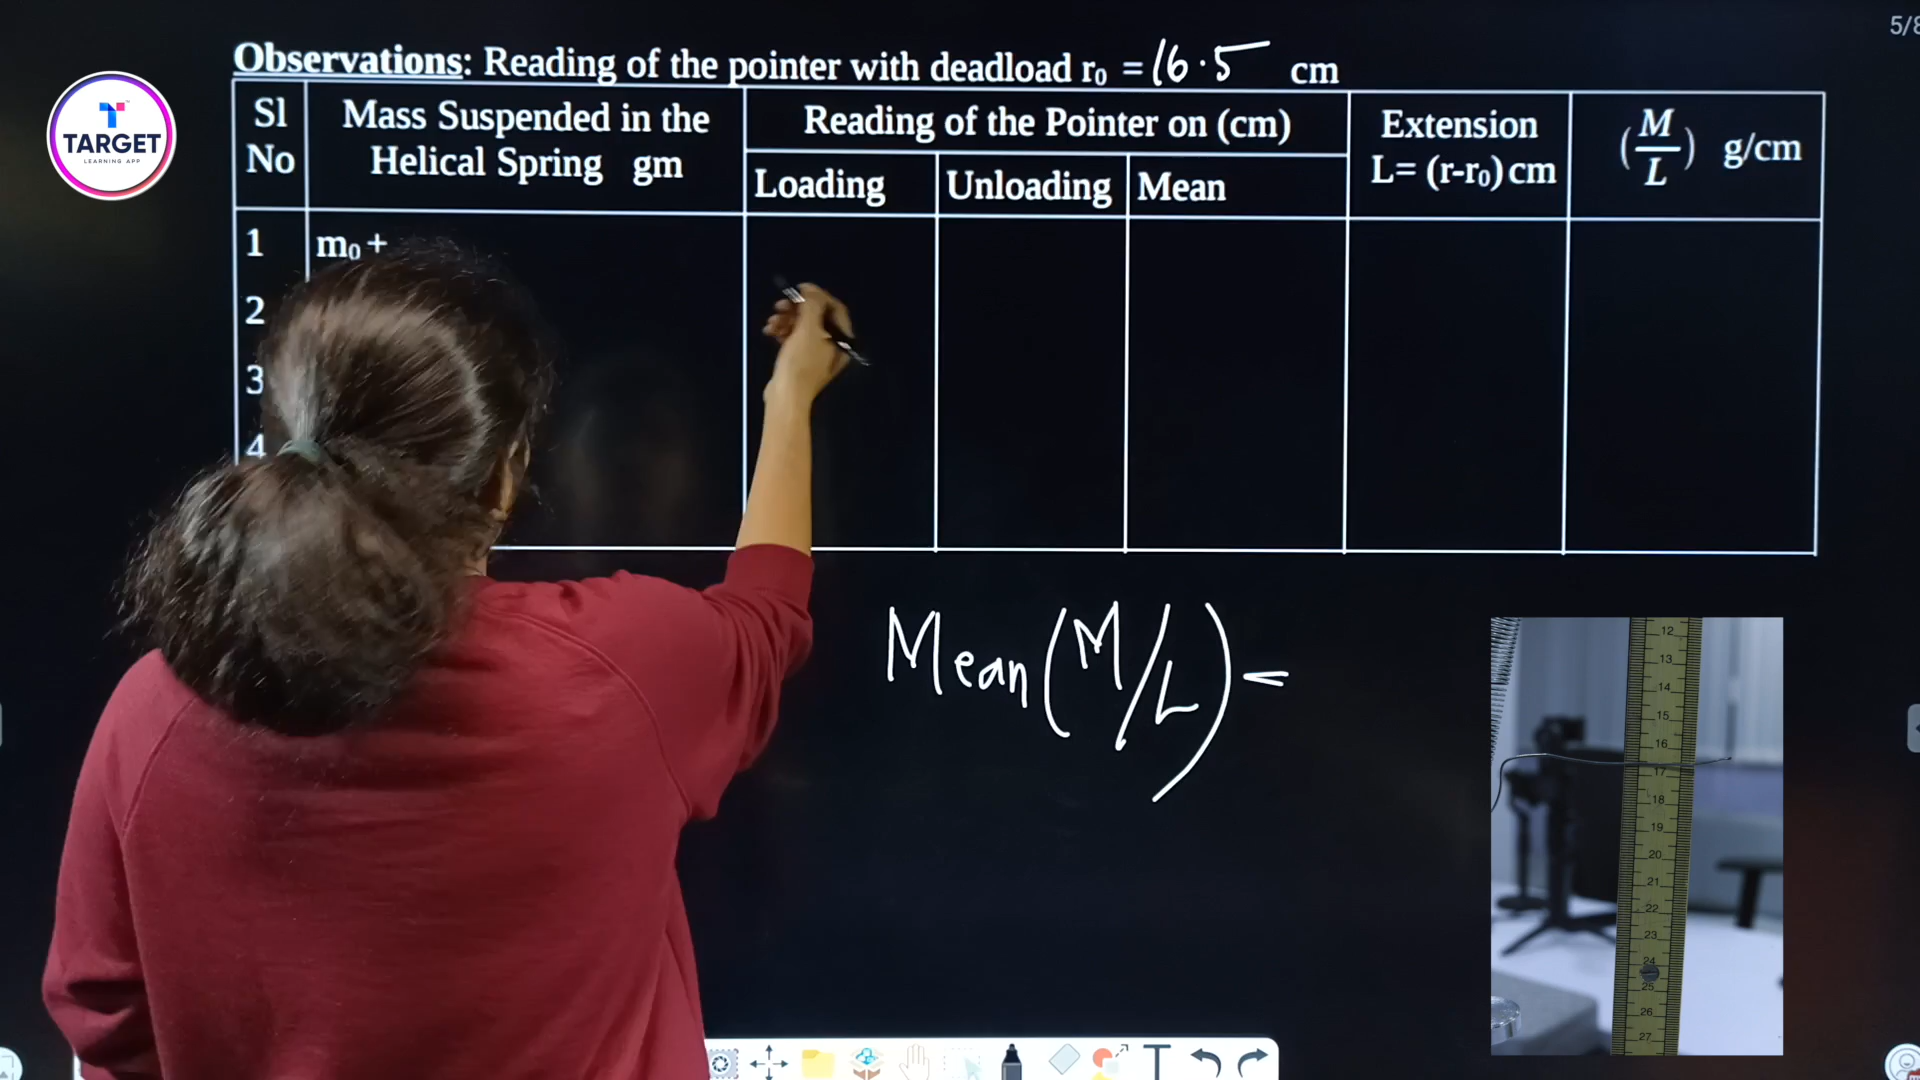 5/8
Observations: Reading of the pointer with deadload r₀ = 16.5 cm
TARGET
LEARNING APP
Sl No
Mass Suspended in the Helical Spring gm
Reading of the Pointer on (cm)
Loading
Unloading
Mean
Extension L= (r-r₀) cm
(M/L) g/cm
1
m₀ +
2
3
4
Mean (M/L) =
12
13
14
15
16
17
18
19
20
21
22
23
24
25
26
27
T